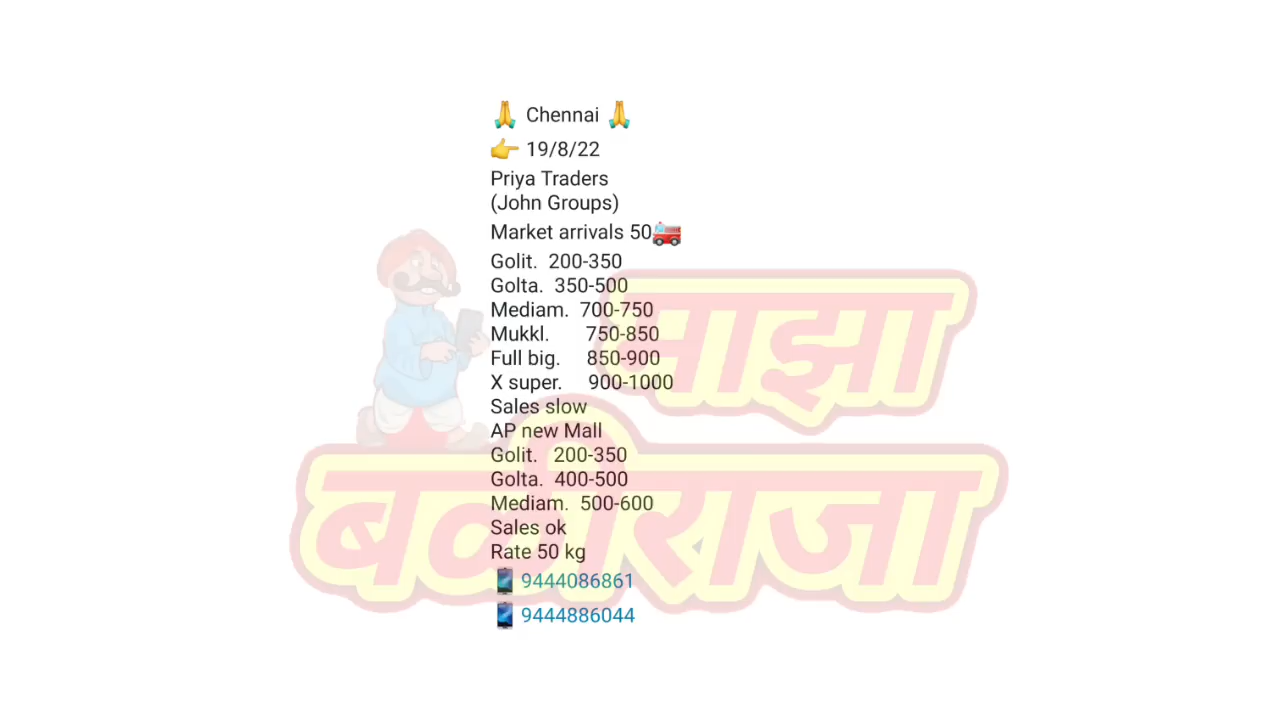 🙏 Chennai 🙏
👉 19/8/22
Priya Traders
(John Groups)
Market arrivals 50🚒
Golit.  200-350
Golta.  350-500
Mediam.  700-750
Mukkl.      750-850
Full big.     850-900
X super.     900-1000
Sales slow
AP new Mall
Golit.   200-350
Golta.  400-500
Mediam.  500-600
Sales ok
Rate 50 kg
📱 9444086861
📱 9444886044
माझा
बळीराजा